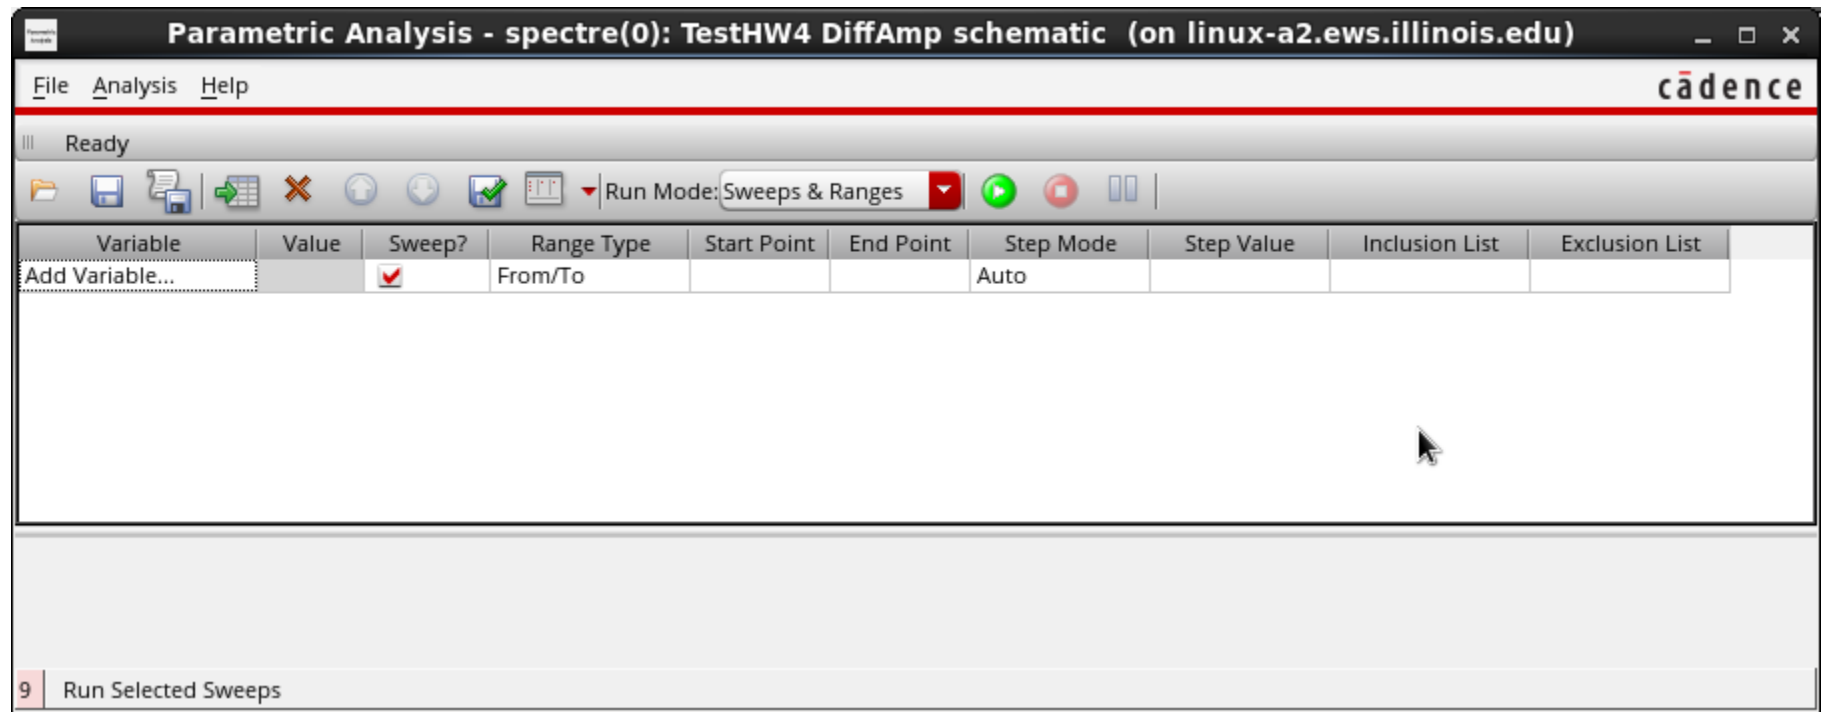 Parametric Analysis - spectre(0): TestHW4 DiffAmp schematic (on linux-a2.ews.illinois.edu)
File Analysis Help cādence
Ready
Run Mode: Sweeps & Ranges
Variable Value Sweep? Range Type Start Point End Point Step Mode Step Value Inclusion List Exclusion List
Add Variable... From/To Auto
9 Run Selected Sweeps